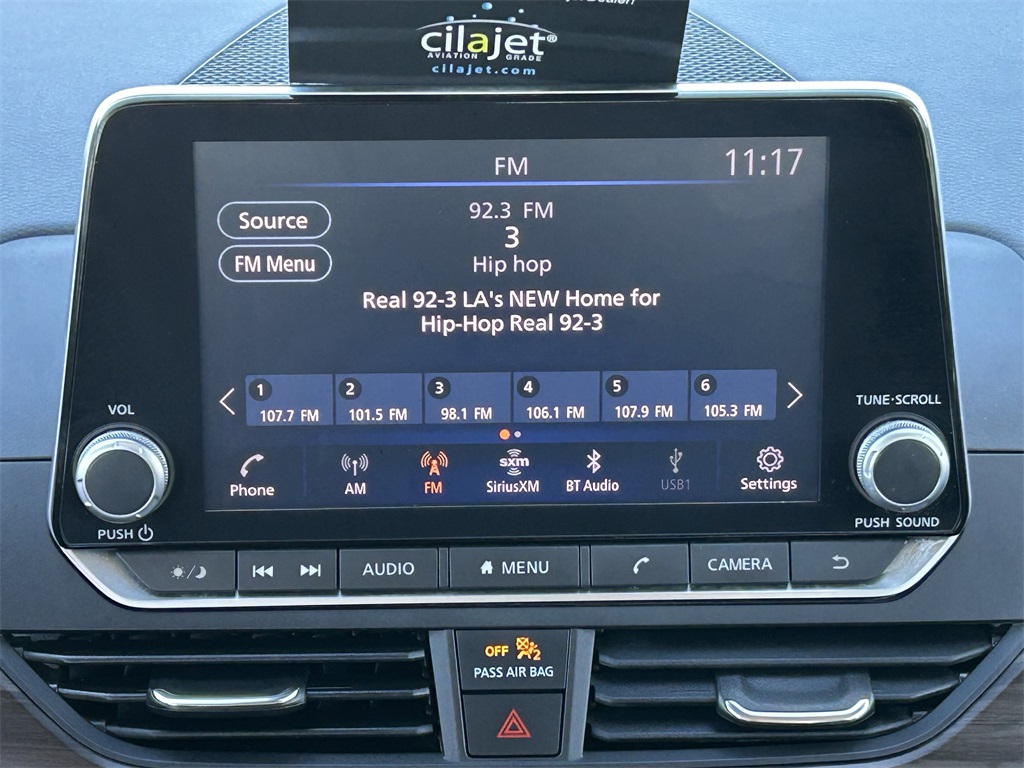 Dealer
cilajet®
AVIATION GRADE
cilajet.com
FM 11:17
Source
92.3 FM
3
FM Menu
Hip hop
Real 92-3 LA's NEW Home for
Hip-Hop Real 92-3
1 2 3 4 5 6
107.7 FM 101.5 FM 98.1 FM 106.1 FM 107.9 FM 105.3 FM
VOL
TUNE·SCROLL
sxm
Phone AM FM SiriusXM BT Audio USB1 Settings
PUSH
PUSH SOUND
AUDIO MENU CAMERA
OFF 2
PASS AIR BAG